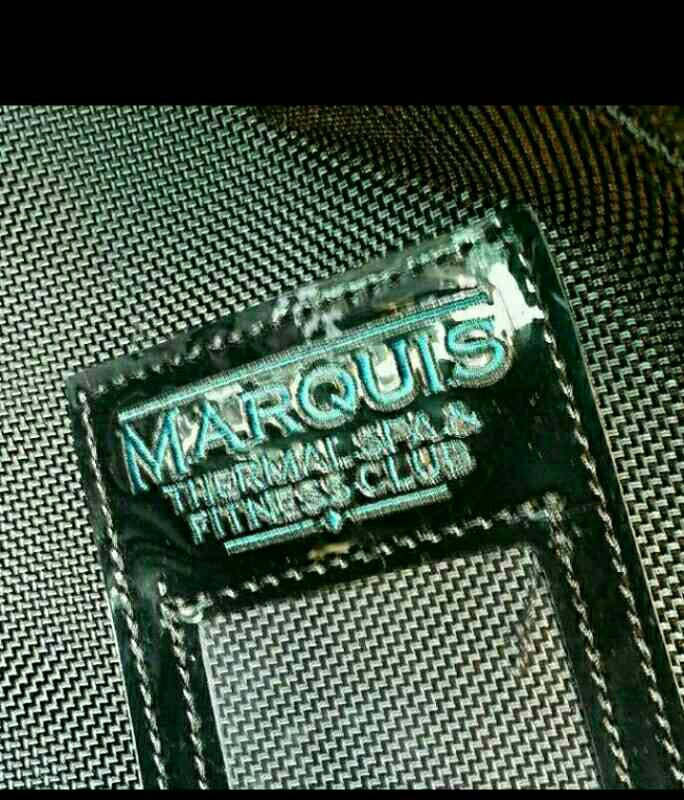 MARQUIS
THERMAL SPA &
FITNESS CLUB